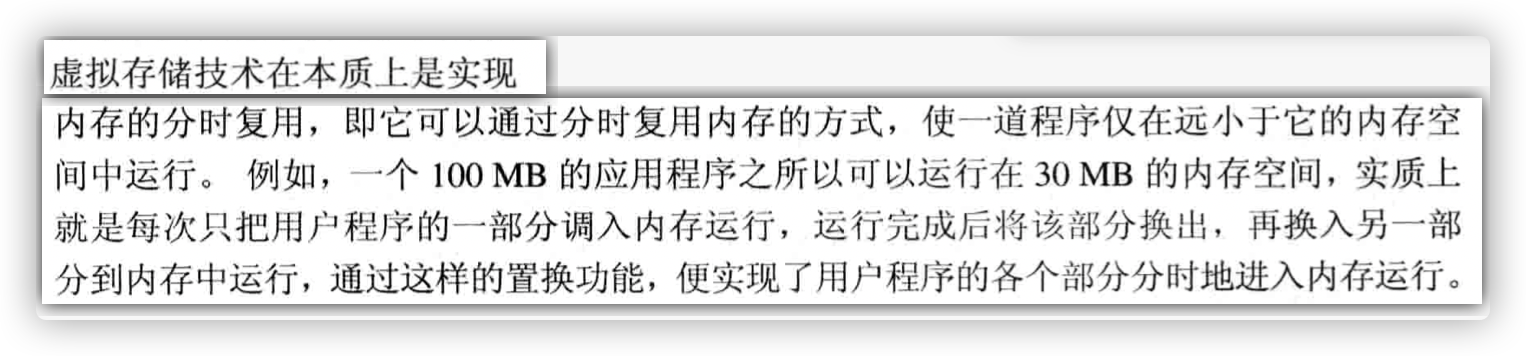 虚拟存储技术在本质上是实现
内存的分时复用，即它可以通过分时复用内存的方式，使一道程序仅在远小于它的内存空
间中运行。 例如，一个 100 MB 的应用程序之所以可以运行在 30 MB 的内存空间，实质上
就是每次只把用户程序的一部分调入内存运行，运行完成后将该部分换出，再换入另一部
分到内存中运行，通过这样的置换功能，便实现了用户程序的各个部分分时地进入内存运行。